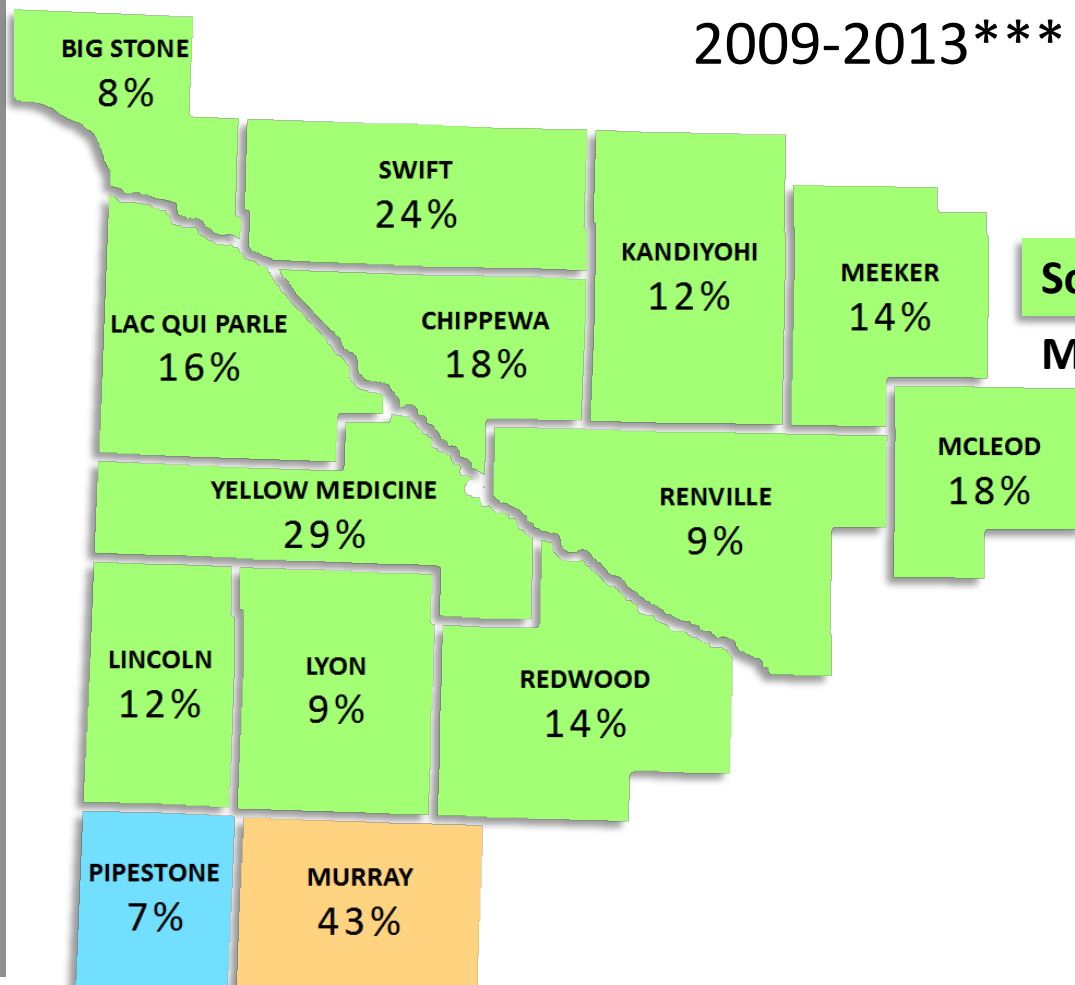 2009-2013***
BIG STONE
8%
SWIFT
24%
KANDIYOHI
12%
MEEKER
14%
LAC QUI PARLE
16%
CHIPPEWA
18%
MCLEOD
18%
YELLOW MEDICINE
29%
RENVILLE
9%
LINCOLN
12%
LYON
9%
REDWOOD
14%
PIPESTONE
7%
MURRAY
43%